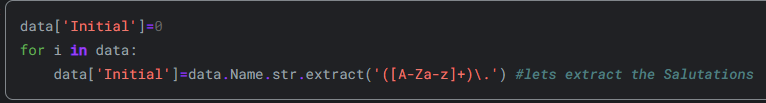 data['Initial']=0
for i in data:
    data['Initial']=data.Name.str.extract('([A-Za-z]+)\.') #lets extract the Salutations